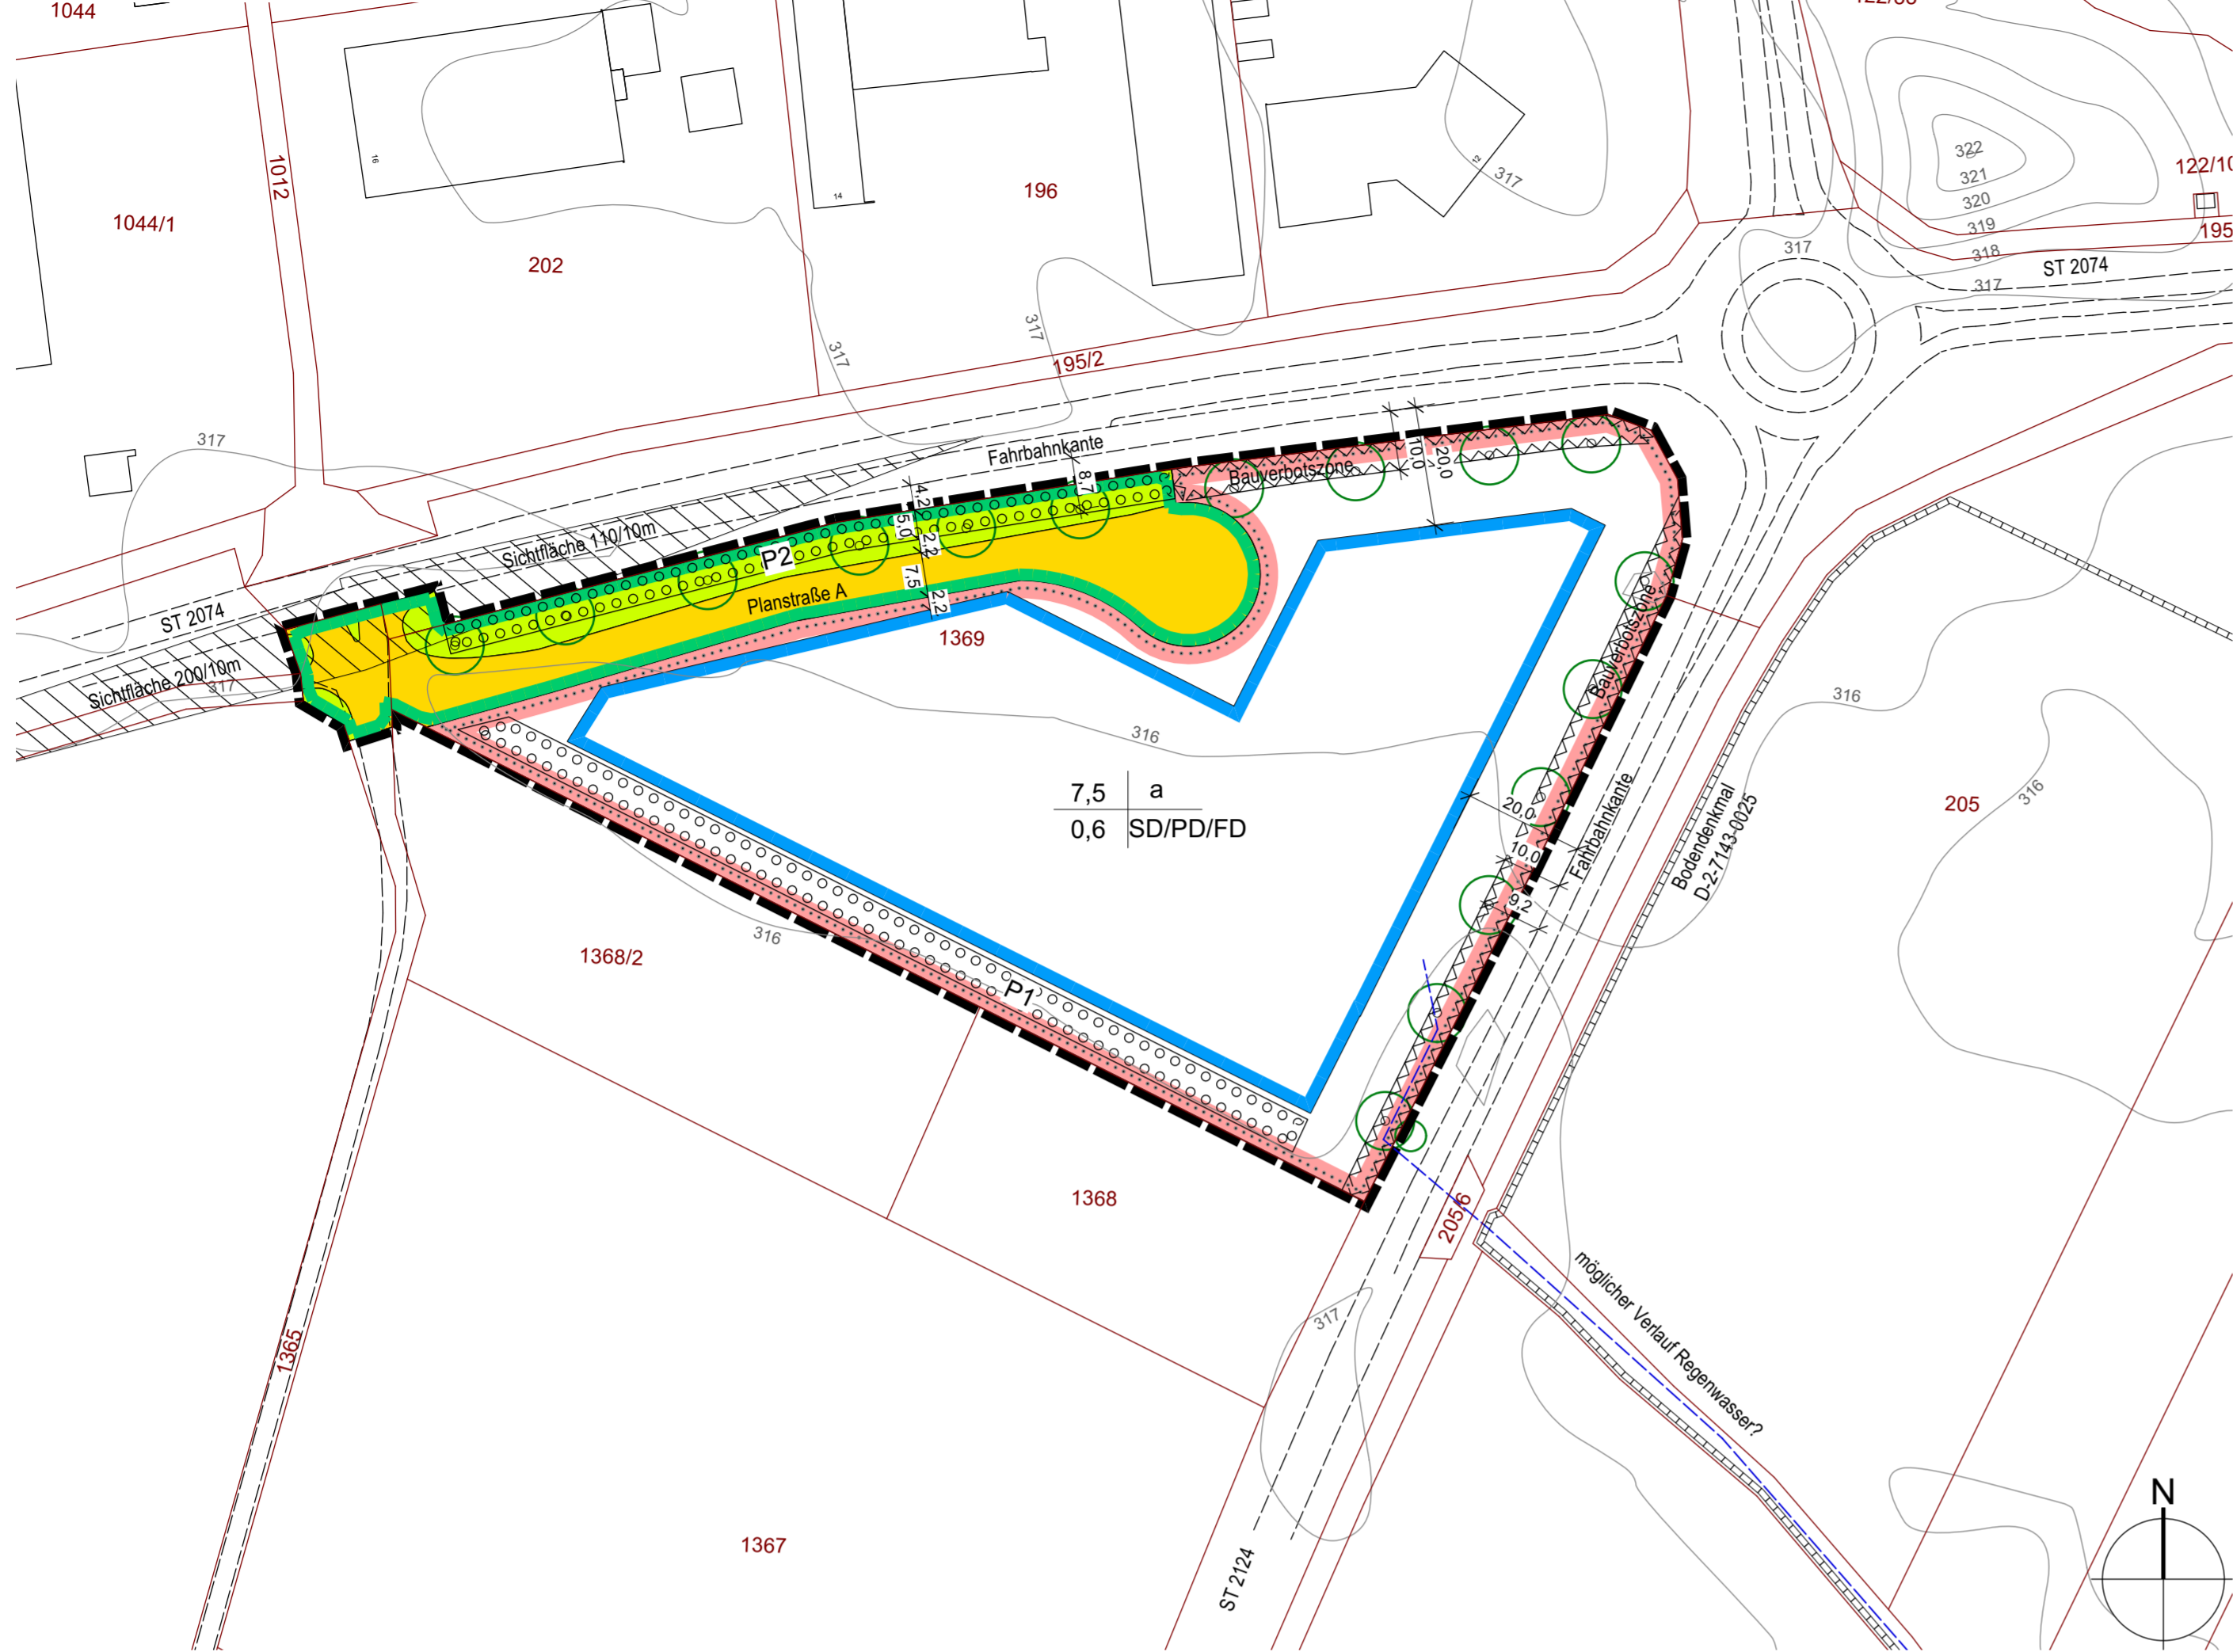 1044
1012
1044/1
16
202
14
196
12
317
322
321
320
319
318
317
122/10
195
ST 2074
317
317
317
195/2
317
Fahrbahnkante
10,0
20,0
Bauverbotszone
8,7
4,2
5,0
2,2
7,5
2,2
Sichtfläche 110/10m
P2
Planstraße A
ST 2074
Sichtfläche 200/10m
317
1369
Bauverbotszone
316
316
7,5
a
0,6
SD/PD/FD
20,0
10,0
9,2
Fahrbahnkante
Bodendenkmal
D-2-7143-0025
205
316
1368/2
316
P1
1368
205/6
möglicher Verlauf Regenwasser?
317
1365
1367
ST 2124
N